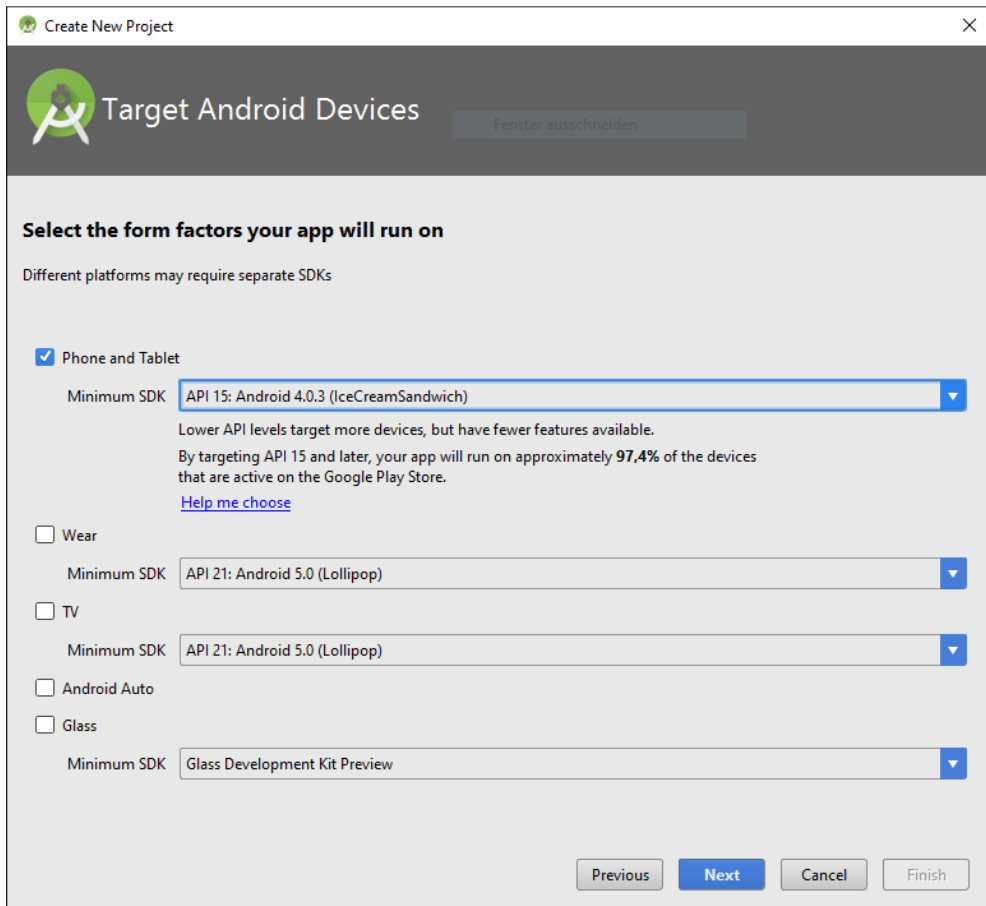 Create New Project
Target Android Devices
Fenster ausschneiden
Select the form factors your app will run on
Different platforms may require separate SDKs
Phone and Tablet
Minimum SDK API 15: Android 4.0.3 (IceCreamSandwich)
Lower API levels target more devices, but have fewer features available.
By targeting API 15 and later, your app will run on approximately 97,4% of the devices
that are active on the Google Play Store.
Help me choose
Wear
Minimum SDK API 21: Android 5.0 (Lollipop)
TV
Minimum SDK API 21: Android 5.0 (Lollipop)
Android Auto
Glass
Minimum SDK Glass Development Kit Preview
Previous Next Cancel Finish